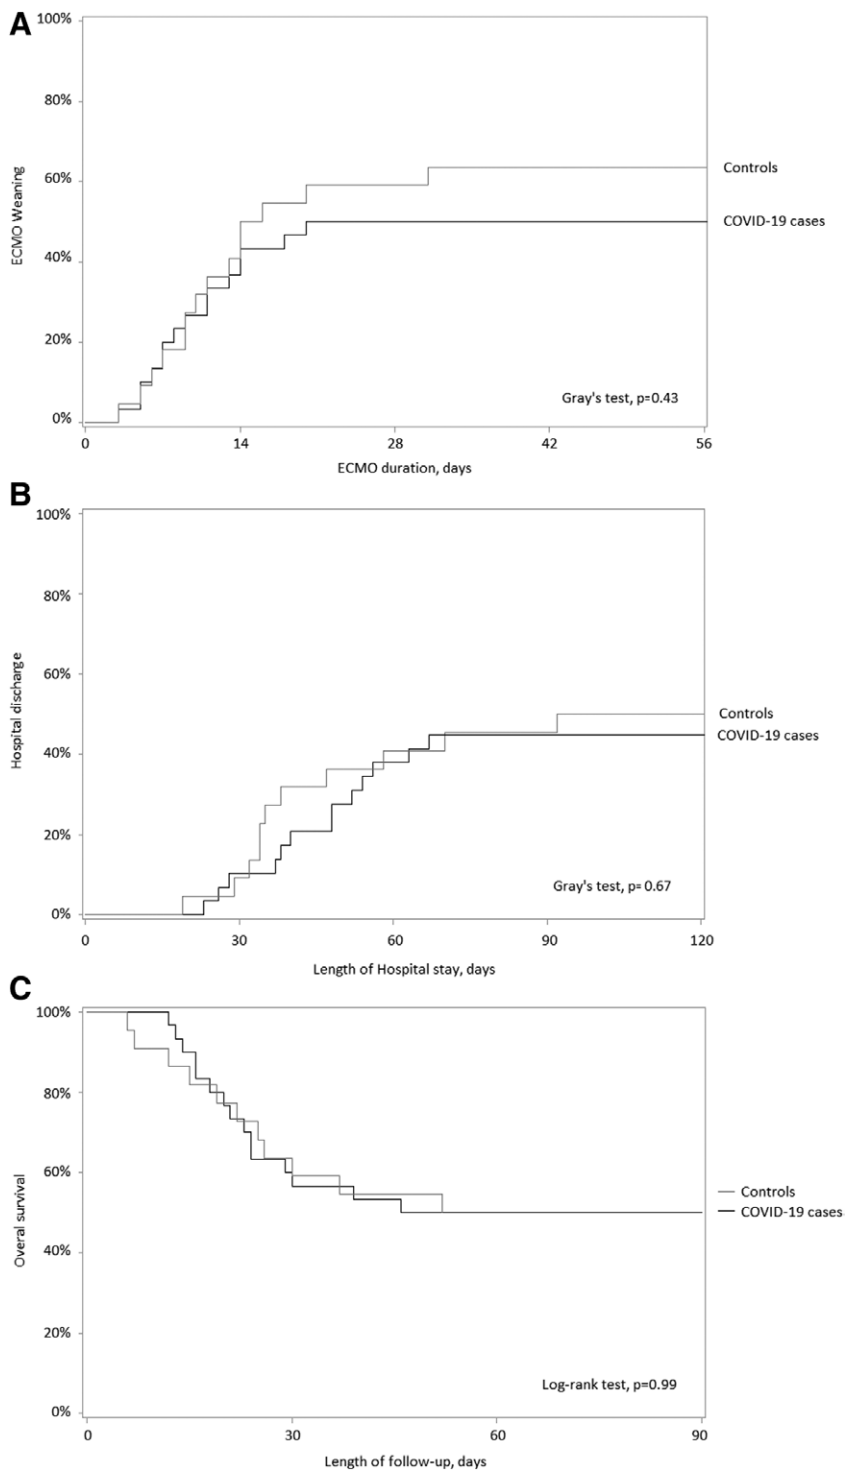 A
100%
80%
60%
40%
20%
0%
ECMO Weaning
Controls
COVID-19 cases
Gray's test, p=0.43
0 14 28 42 56
ECMO duration, days
B
100%
80%
60%
40%
20%
0%
Hospital discharge
Controls
COVID-19 cases
Gray's test, p= 0.67
0 30 60 90 120
Length of Hospital stay, days
C
100%
80%
60%
40%
20%
0%
Overal survival
Controls
COVID-19 cases
Log-rank test, p=0.99
0 30 60 90
Length of follow-up, days